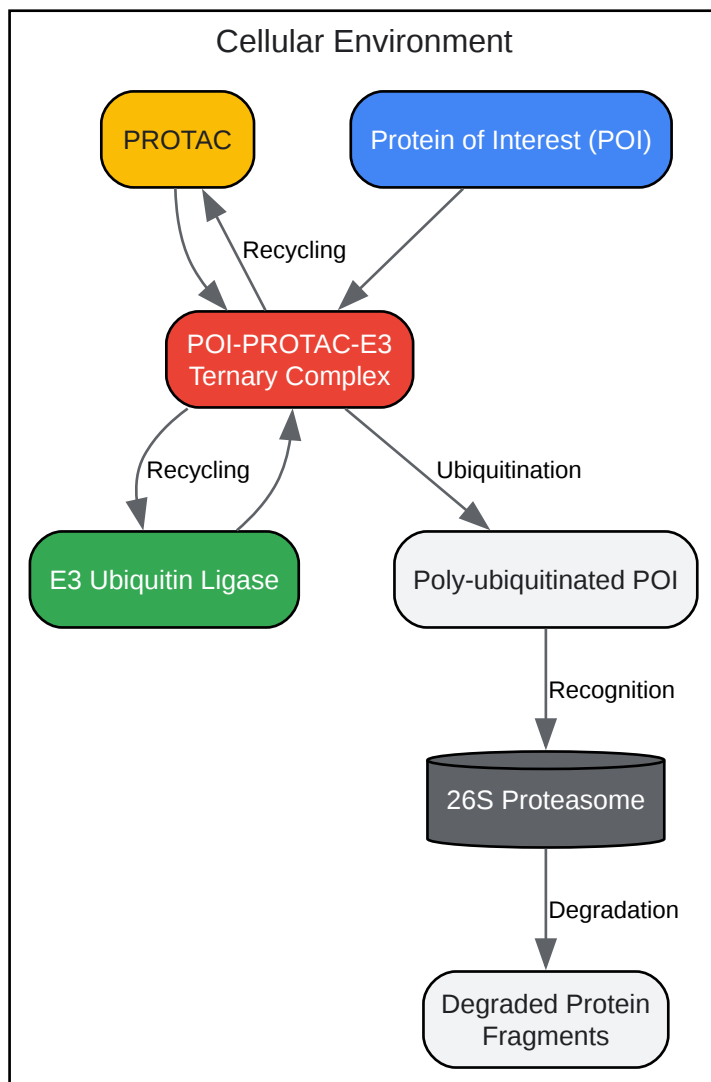 Cellular Environment
PROTAC
Protein of Interest (POI)
Recycling
POI-PROTAC-E3
Ternary Complex
Recycling
Ubiquitination
E3 Ubiquitin Ligase
Poly-ubiquitinated POI
Recognition
26S Proteasome
Degradation
Degraded Protein
Fragments